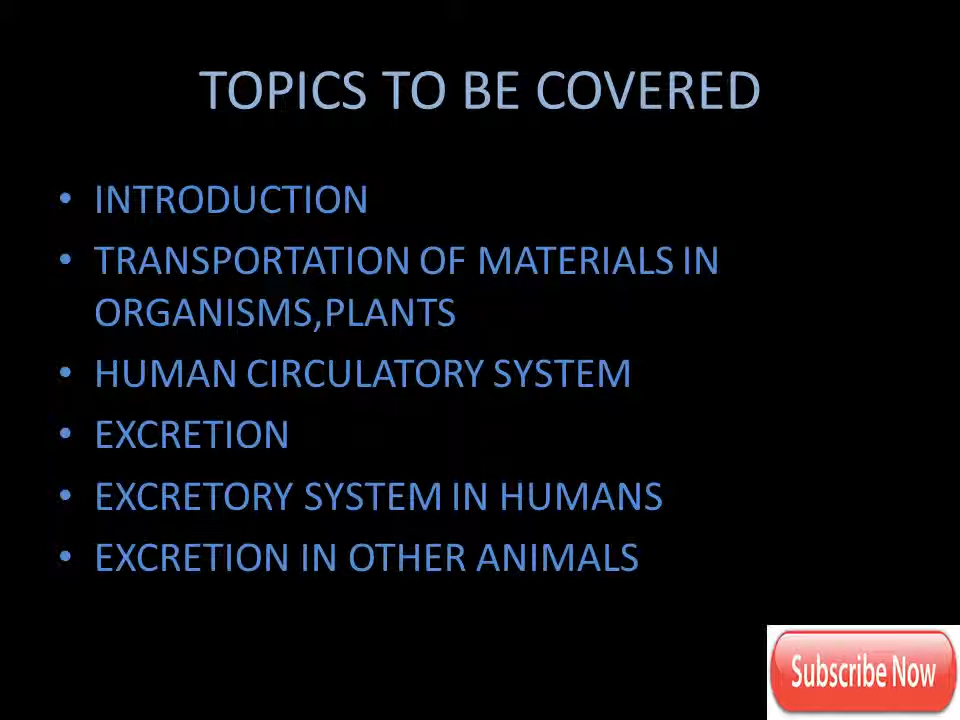 TOPICS TO BE COVERED
• INTRODUCTION
• TRANSPORTATION OF MATERIALS IN
ORGANISMS,PLANTS
• HUMAN CIRCULATORY SYSTEM
• EXCRETION
• EXCRETORY SYSTEM IN HUMANS
• EXCRETION IN OTHER ANIMALS
Subscribe Now